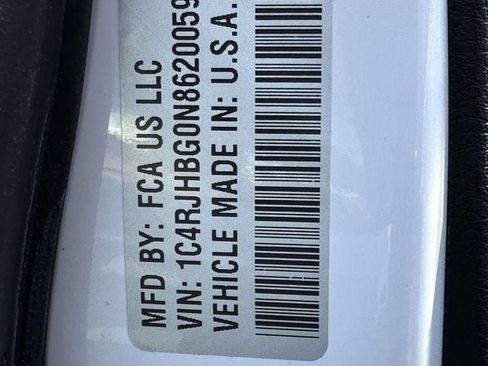 MFD BY: FCA US LLC
VIN: 1C4RJHBG0N8620059
VEHICLE MADE IN: U.S.A.